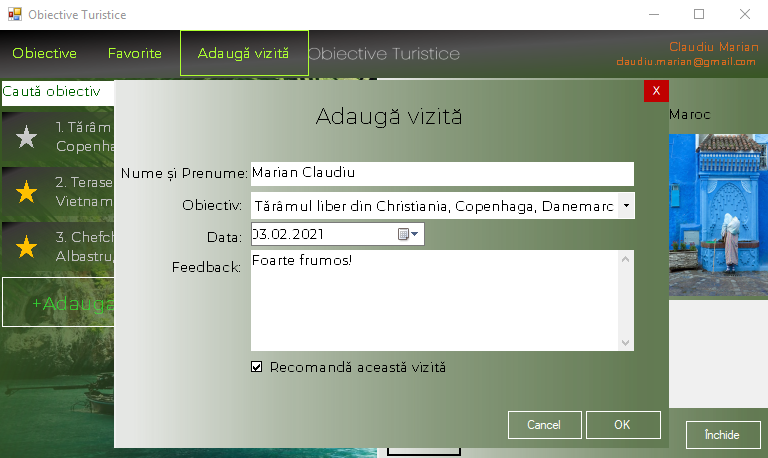 Obiective Turistice
Obiective Favorite Adaugă vizită Obiective Turistice
Claudiu Marian
claudiu.marian@gmail.com
Caută obiectiv
X
Adaugă vizită
Maroc
1. Tărâm
Copenha
Nume și Prenume: Marian Claudiu
2. Terase
Vietnam
Obiectiv: Tărâmul liber din Christiania, Copenhaga, Danemarc
3. Chefch
Albastru,
Data: 03.02.2021
Feedback: Foarte frumos!
+Adaugă
Recomandă această vizită
Cancel OK
Închide